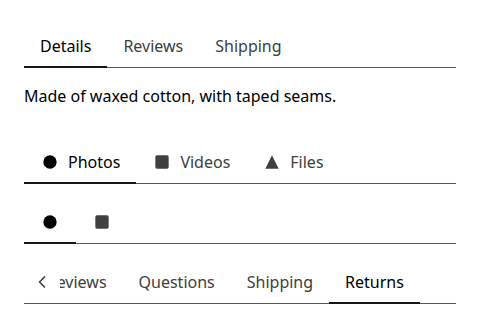 Details Reviews Shipping
Made of waxed cotton, with taped seams.
Photos Videos Files
eviews Questions Shipping Returns